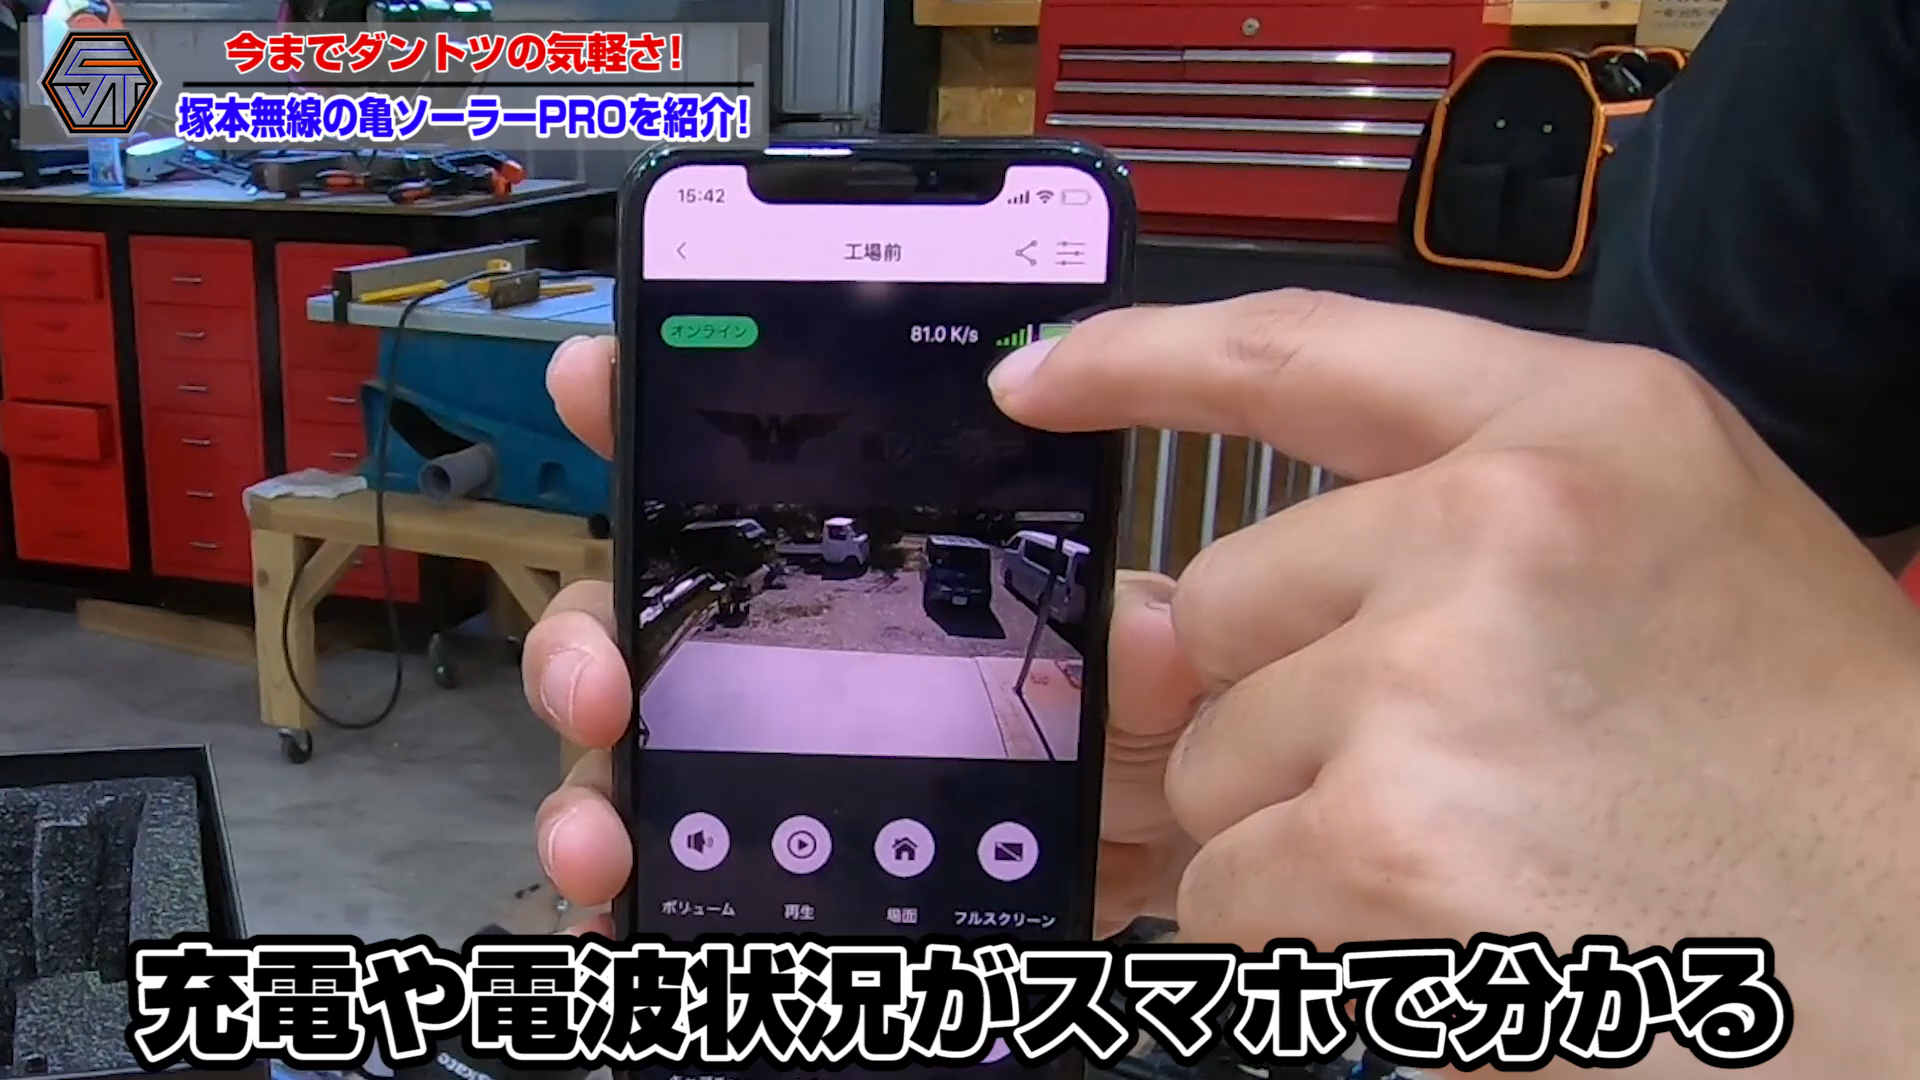 今までダントツの気軽さ!
塚本無線の亀ソーラーPROを紹介!
15:42
工場前
オンライン
81.0 K/s
ボリューム
再生
場面
フルスクリーン
充電や電波状況がスマホで分かる